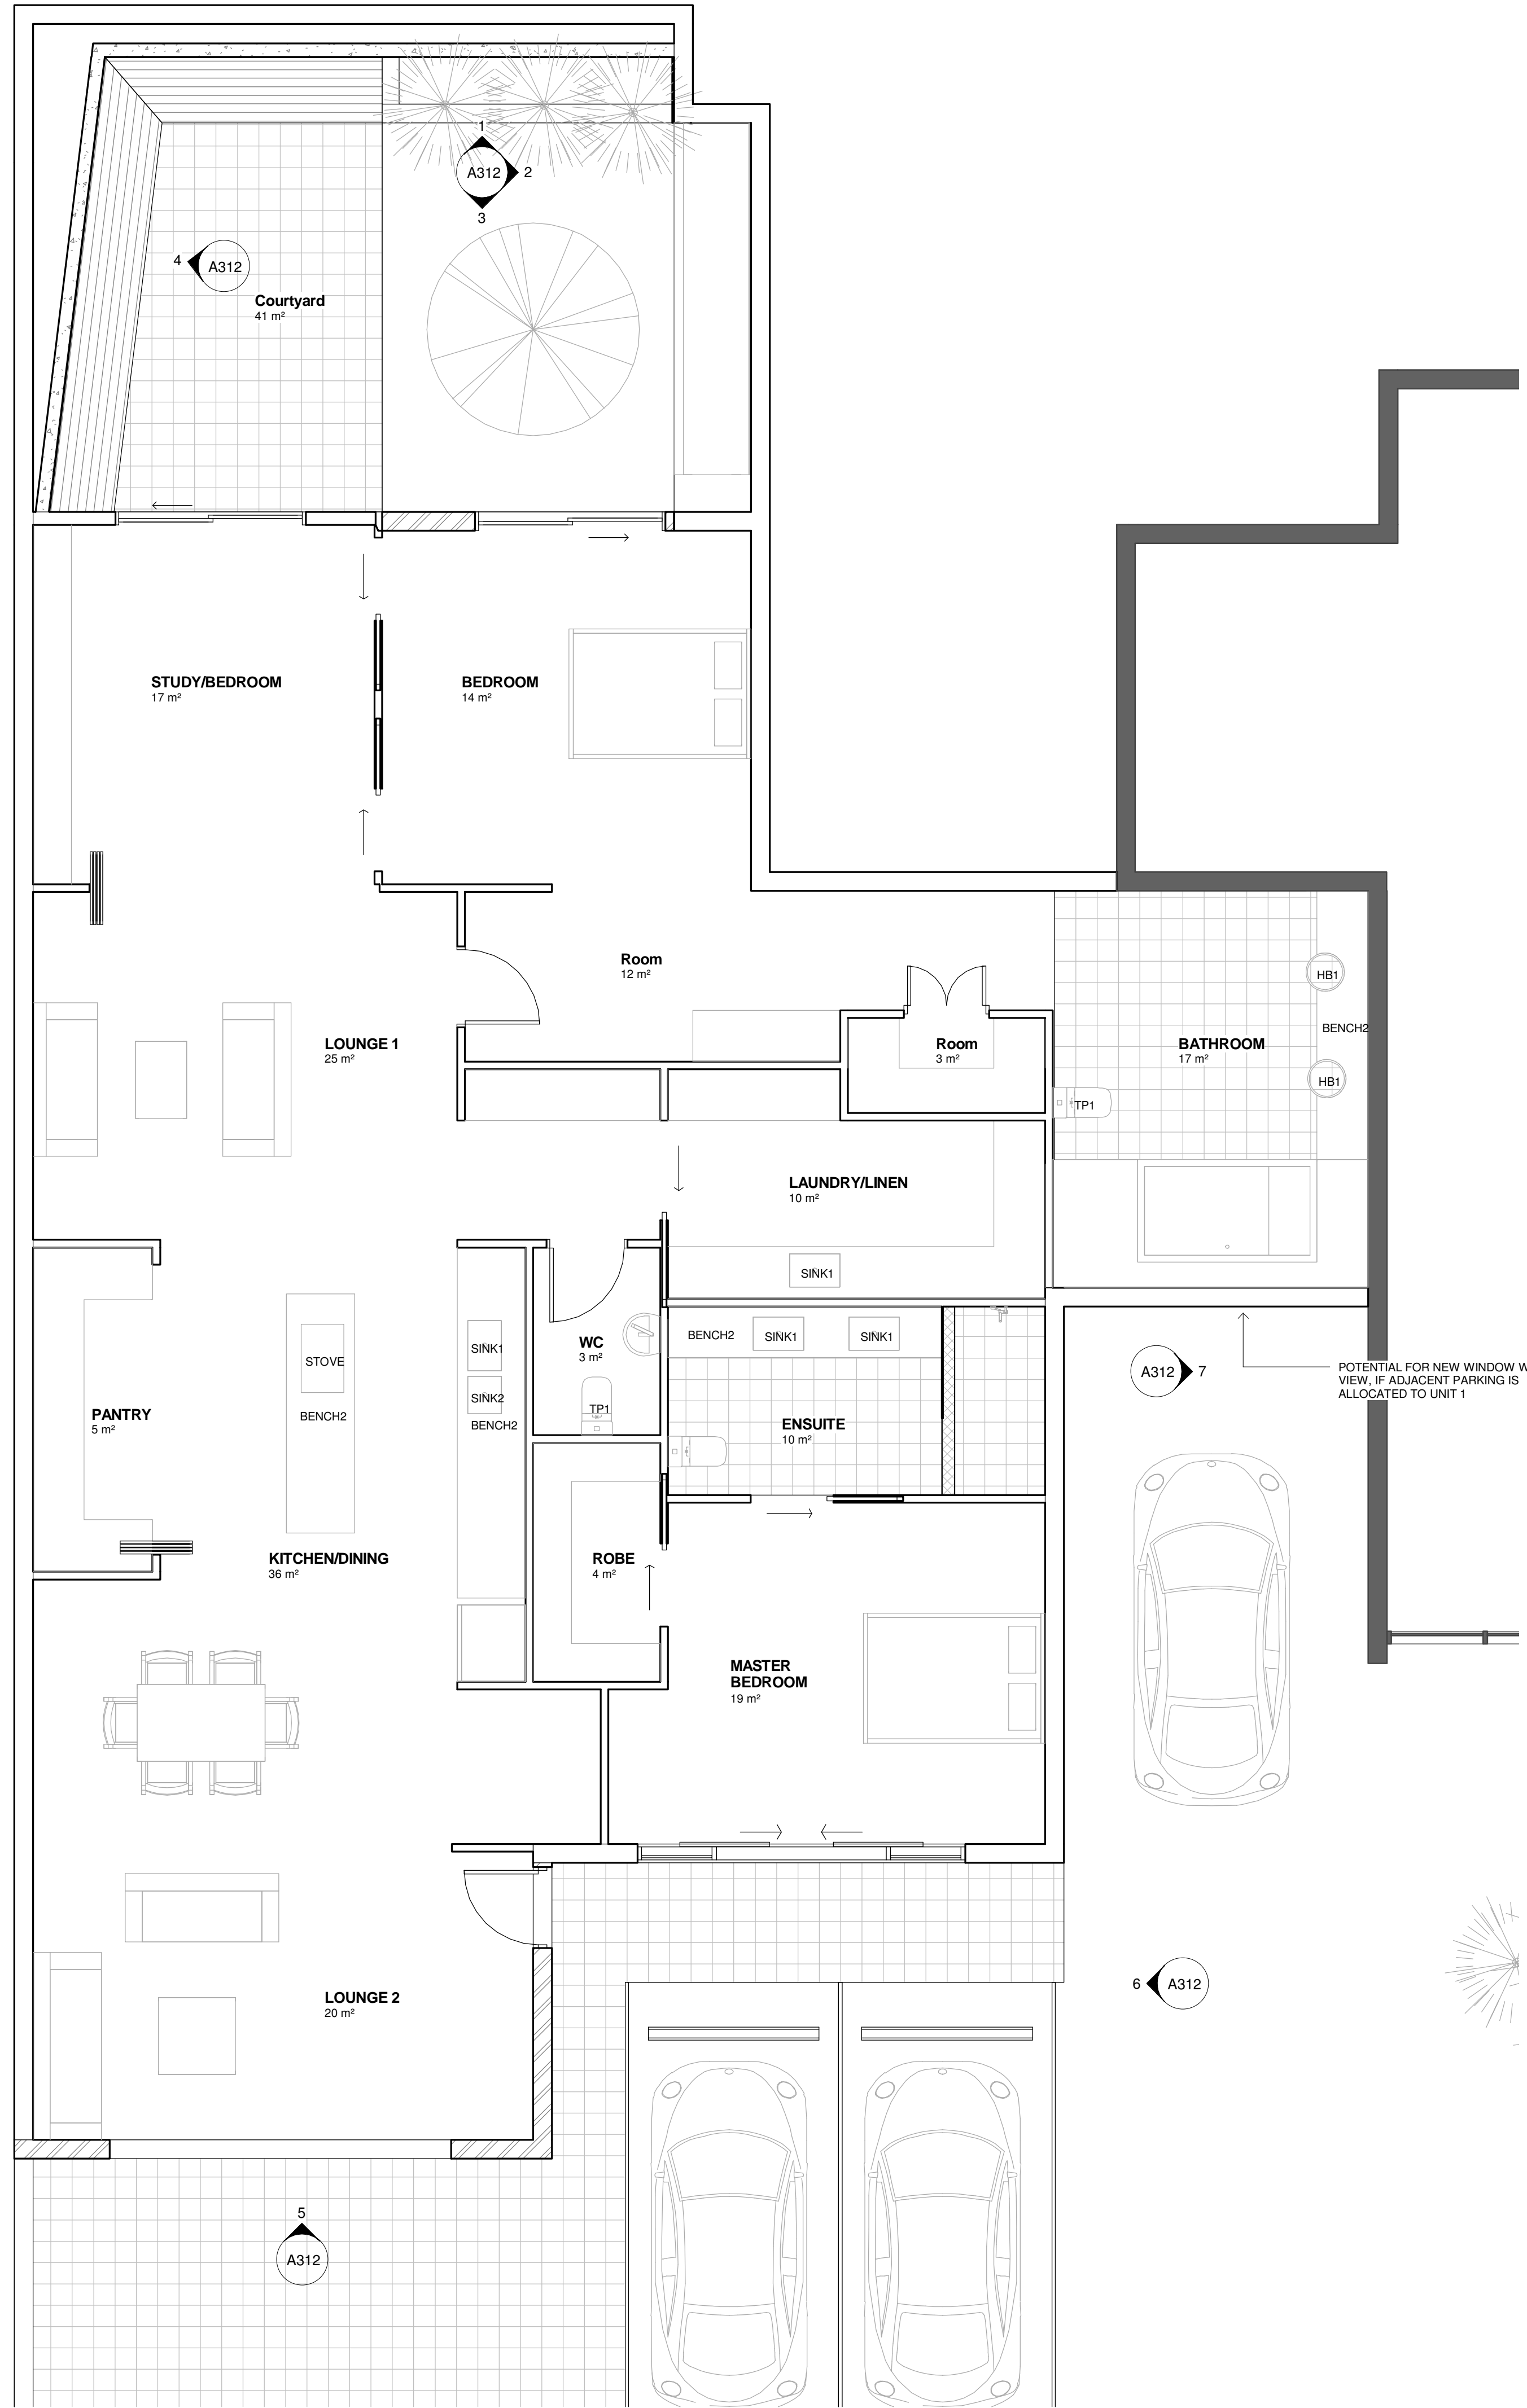 1
A312
2
3
4
A312
Courtyard
41 m²
STUDY/BEDROOM
17 m²
BEDROOM
14 m²
Room
12 m²
HB1
BENCH2
LOUNGE 1
25 m²
Room
3 m²
BATHROOM
17 m²
HB1
TP1
LAUNDRY/LINEN
10 m²
SINK1
WC
3 m²
BENCH2
SINK1
SINK1
SINK1
STOVE
A312
7
POTENTIAL FOR NEW WINDOW W
VIEW, IF ADJACENT PARKING IS
ALLOCATED TO UNIT 1
SINK2
TP1
PANTRY
5 m²
BENCH2
BENCH2
ENSUITE
10 m²
KITCHEN/DINING
36 m²
ROBE
4 m²
MASTER
BEDROOM
19 m²
6
A312
LOUNGE 2
20 m²
5
A312